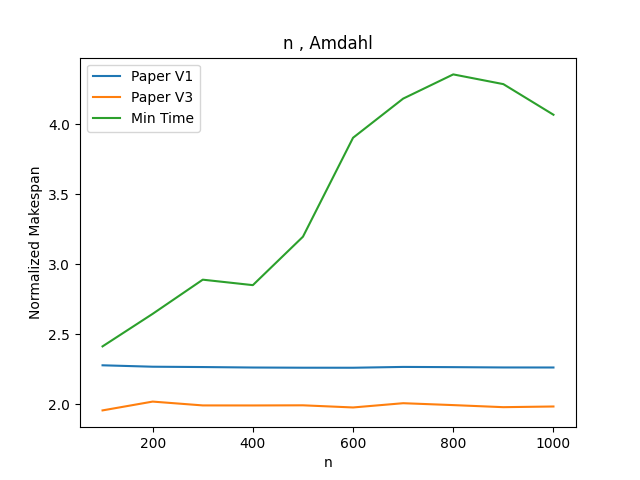 n , Amdahl
Paper V1
Paper V3
Min Time
Normalized Makespan
4.0
3.5
3.0
2.5
2.0
200
400
600
800
1000
n